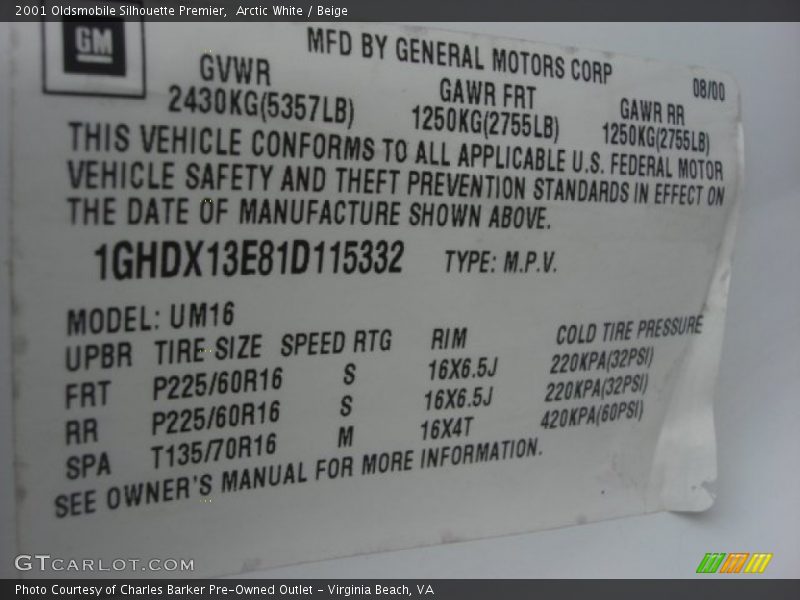 2001 Oldsmobile Silhouette Premier,  Arctic White / Beige
GM
MFD BY GENERAL MOTORS CORP
08/00
GVWR GAWR FRT GAWR RR
2430KG(5357LB) 1250KG(2755LB) 1250KG(2755LB)
THIS VEHICLE CONFORMS TO ALL APPLICABLE U.S. FEDERAL MOTOR
VEHICLE SAFETY AND THEFT PREVENTION STANDARDS IN EFFECT ON
THE DATE OF MANUFACTURE SHOWN ABOVE.
1GHDX13E81D115332 TYPE: M.P.V.
MODEL: UM16
UPBR TIRE SIZE SPEED RTG RIM COLD TIRE PRESSURE
FRT P225/60R16 S 16X6.5J 220KPA(32PSI)
RR P225/60R16 S 16X6.5J 220KPA(32PSI)
SPA T135/70R16 M 16X4T 420KPA(60PSI)
SEE OWNER'S MANUAL FOR MORE INFORMATION.
GTCARLOT.COM
Photo Courtesy of Charles Barker Pre-Owned Outlet - Virginia Beach, VA